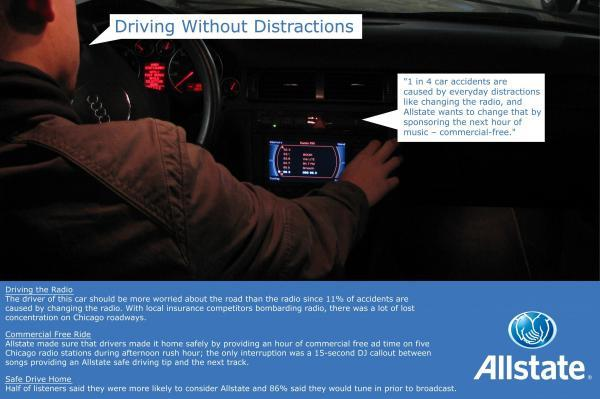 Driving Without Distractions
"1 in 4 car accidents are
caused by everyday distractions
like changing the radio, and
Allstate wants to change that by
sponsoring the next hour of
music – commercial-free."
Driving the Radio
The driver of this car should be more worried about the road than the radio since 11% of accidents are
caused by changing the radio. With local insurance competitors bombarding radio, there was a lot of lost
concentration on Chicago roadways.
Commercial Free Ride
Allstate made sure that drivers made it home safely by providing an hour of commercial free ad time on five
Chicago radio stations during afternoon rush hour; the only interruption was a 15-second DJ callout between
songs providing an Allstate safe driving tip and the next track.
Safe Drive Home
Half of listeners said they were more likely to consider Allstate and 86% said they would tune in prior to broadcast.
Allstate®